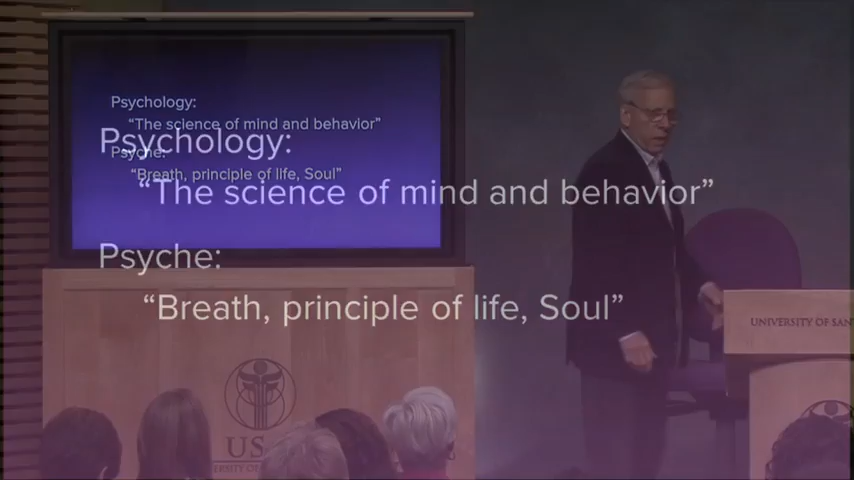 Psychology:
“The science of mind and behavior”
Psyche:
“Breath, principle of life, Soul”
Psychology:
“The science of mind and behavior”
Psyche:
“Breath, principle of life, Soul”
UNIVERSITY OF SAN
US